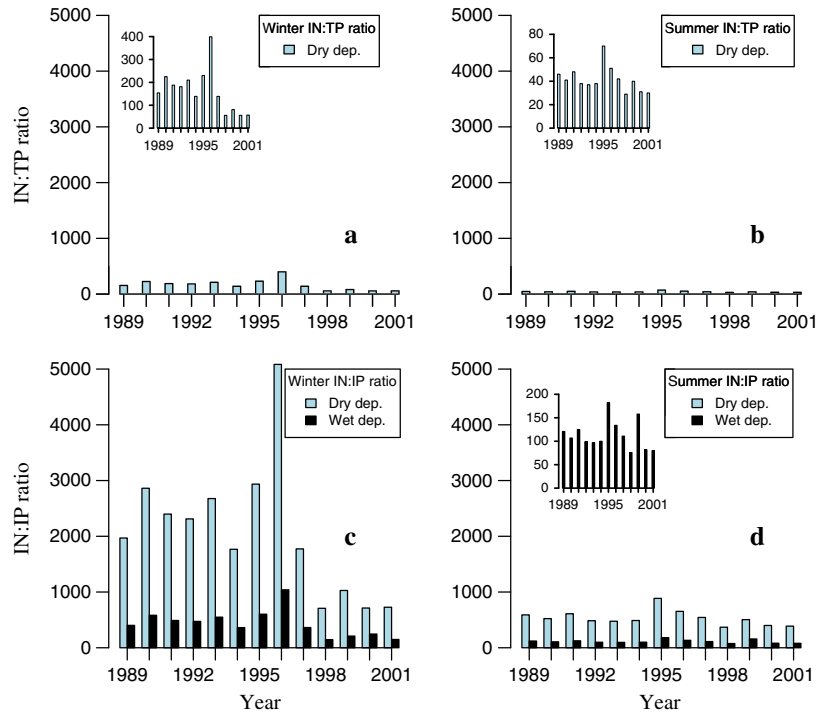 5000
4000
3000
2000
1000
0
IN:TP ratio
400
300
200
100
0
1989 1995 2001
Winter IN:TP ratio
Dry dep.
a
1989 1992 1995 1998 2001
5000
4000
3000
2000
1000
0
80
60
40
20
0
1989 1995 2001
Summer IN:TP ratio
Dry dep.
b
1989 1992 1995 1998 2001
5000
4000
3000
2000
1000
0
IN:IP ratio
Winter IN:IP ratio
Dry dep.
Wet dep.
c
1989 1992 1995 1998 2001
Year
5000
4000
3000
2000
1000
0
200
150
100
50
0
1989 1995 2001
Summer IN:IP ratio
Dry dep.
Wet dep.
d
1989 1992 1995 1998 2001
Year